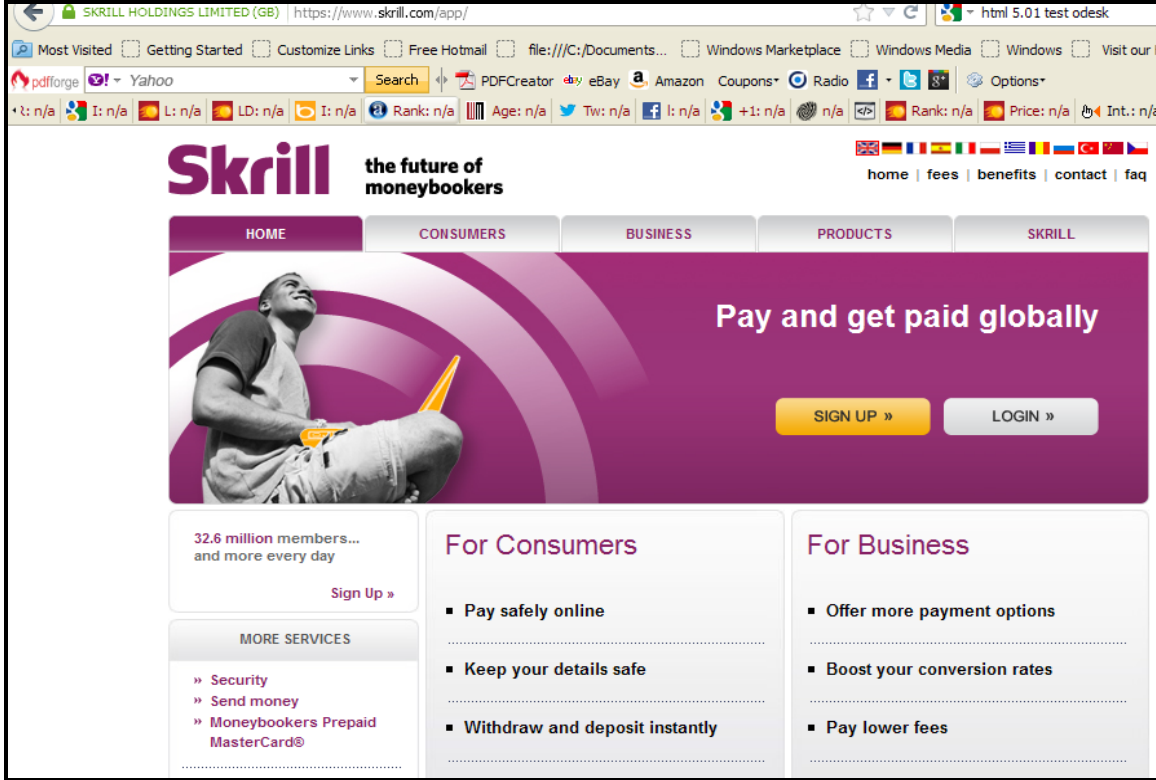 SKRILL HOLDINGS LIMITED (GB) https://www.skrill.com/app/ html 5.01 test odesk
Most Visited Getting Started Customize Links Free Hotmail file:///C:/Documents... Windows Marketplace Windows Media Windows Visit our
pdfforge Y! Yahoo Search PDFCreator eBay Amazon Coupons Radio Options
n/a I: n/a L: n/a LD: n/a I: n/a Rank: n/a Age: n/a Tw: n/a l: n/a +1: n/a n/a Rank: n/a Price: n/a Int.: n/a
Skrill the future of
moneybookers
home | fees | benefits | contact | faq
HOME CONSUMERS BUSINESS PRODUCTS SKRILL
Pay and get paid globally
SIGN UP » LOGIN »
32.6 million members...
and more every day
Sign Up »
MORE SERVICES
» Security
» Send money
» Moneybookers Prepaid
MasterCard®
For Consumers
▪ Pay safely online
▪ Keep your details safe
▪ Withdraw and deposit instantly
For Business
▪ Offer more payment options
▪ Boost your conversion rates
▪ Pay lower fees